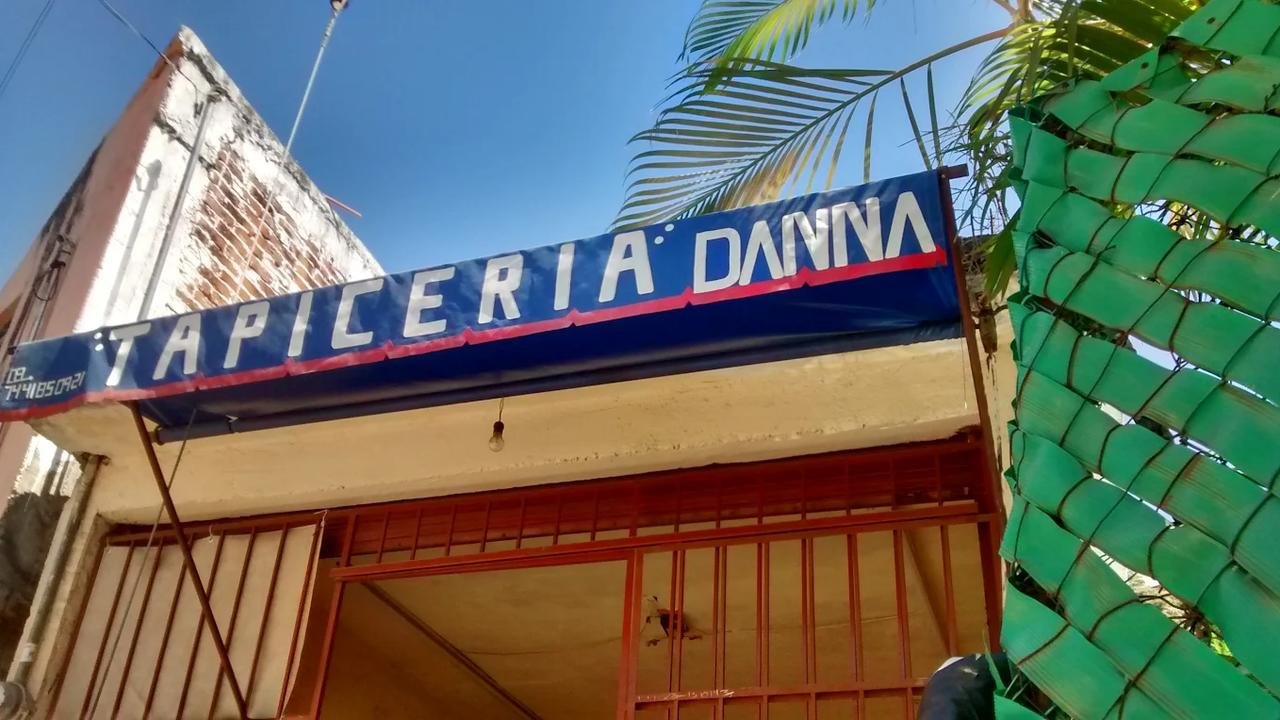 TAPICERIA DANNA
CEL. 7441850921